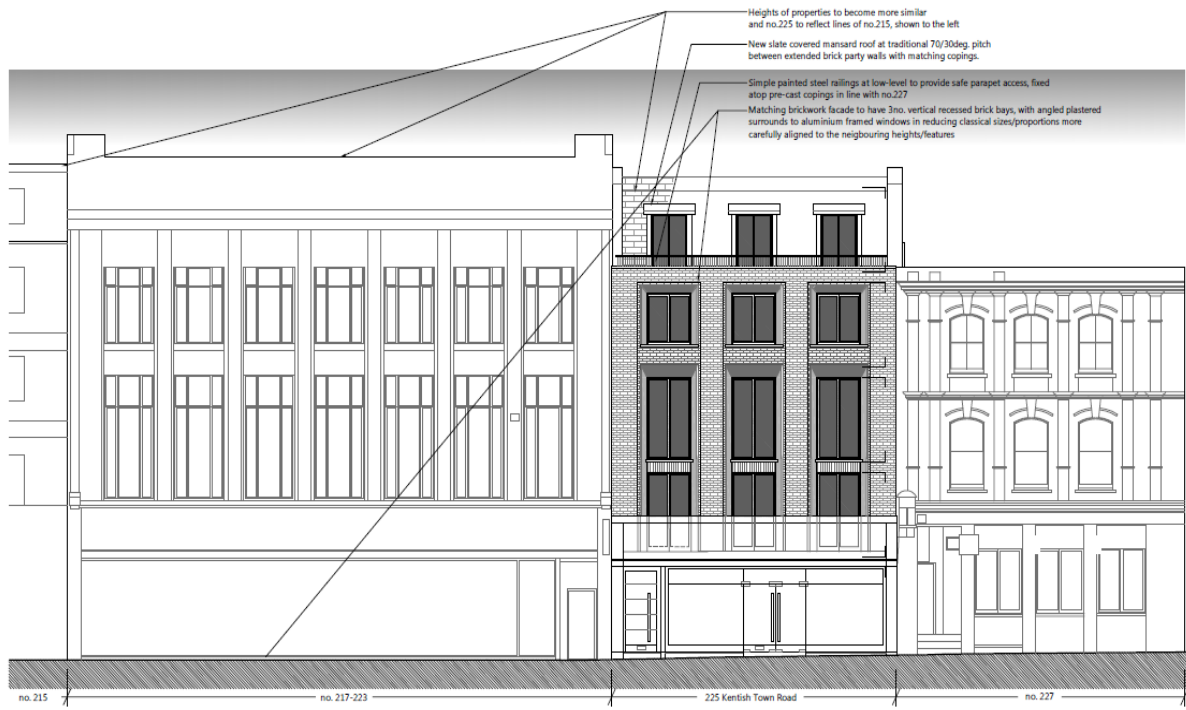 Heights of properties to become more similar
and no.225 to reflect lines of no.215, shown to the left
New slate covered mansard roof at traditional 70/30deg. pitch
between extended brick party walls with matching copings.
Simple painted steel railings at low-level to provide safe parapet access, fixed
atop pre-cast copings in line with no.227
Matching brickwork facade to have 3no. vertical recessed brick bays, with angled plastered
surrounds to aluminium framed windows in reducing classical sizes/proportions more
carefully aligned to the neigbouring heights/features
no. 215
no. 217-223
225 Kentish Town Road
no. 227